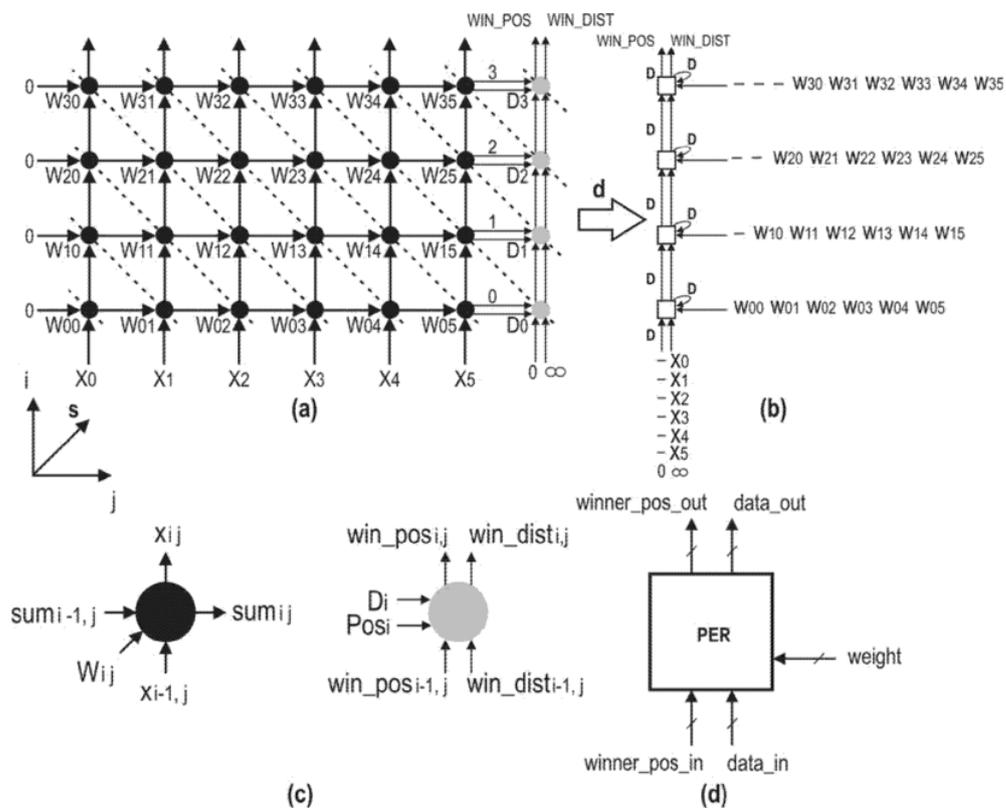 WIN_POS WIN_DIST
0 3
W30 W31 W32 W33 W34 W35 D3
0 2
W20 W21 W22 W23 W24 W25 D2
0 1
W10 W11 W12 W13 W14 W15 D1
0 0
W00 W01 W02 W03 W04 W05 D0
X0 X1 X2 X3 X4 X5 0 ∞
(a)
i
s
j
d
WIN_POS WIN_DIST
D D
– – – W30 W31 W32 W33 W34 W35
D
D
– – W20 W21 W22 W23 W24 W25
D
D
– W10 W11 W12 W13 W14 W15
D
D
W00 W01 W02 W03 W04 W05
D
– X0
– X1
– X2
– X3
– X4
– X5
0 ∞
(b)
xij
sumi-1, j sumij
Wij
xi-1, j
win_posi,j win_disti,j
Di
Posi
win_posi-1, j win_disti-1, j
(c)
winner_pos_out data_out
PER
weight
winner_pos_in data_in
(d)